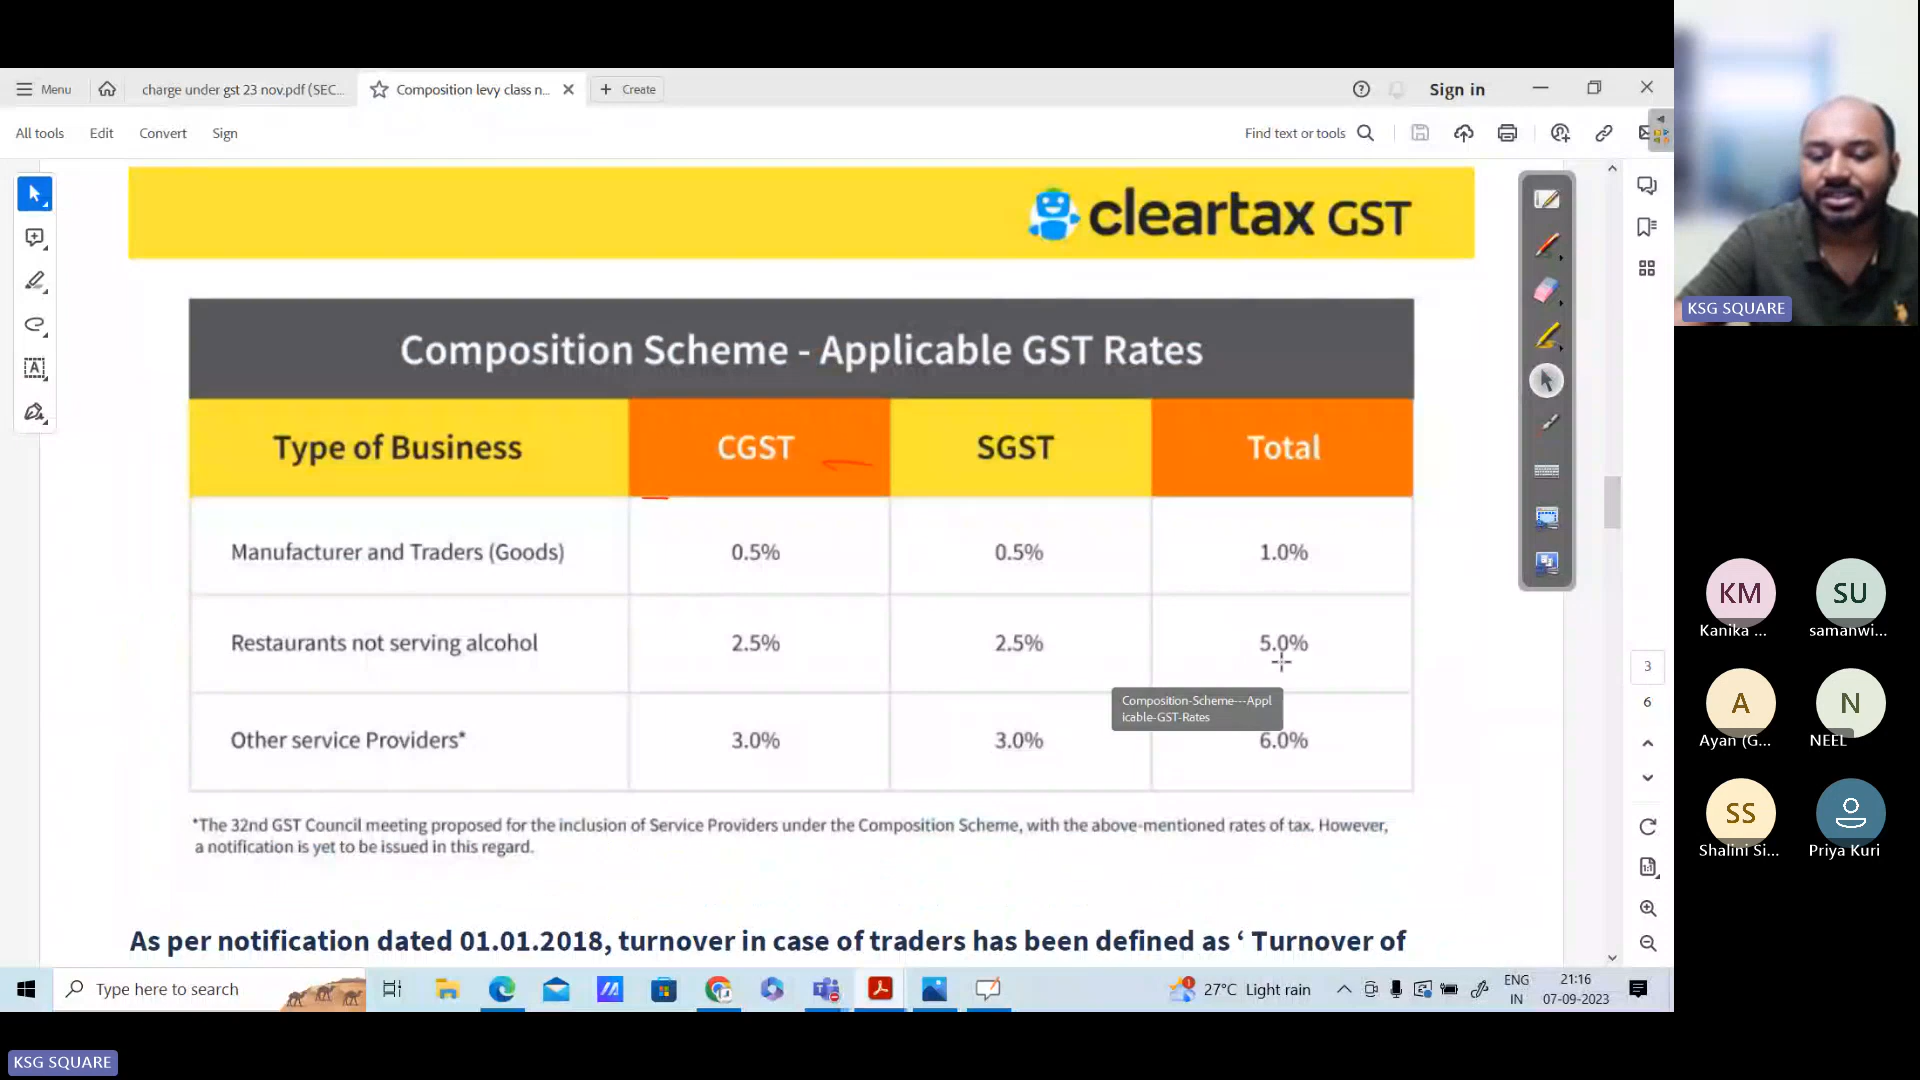 Menu
charge under gst 23 nov.pdf (SEC...
Composition levy class n...
Create
Sign in
All tools
Edit
Convert
Sign
Find text or tools
cleartax GST
Composition Scheme - Applicable GST Rates
Type of Business CGST SGST Total
Manufacturer and Traders (Goods) 0.5% 0.5% 1.0%
Restaurants not serving alcohol 2.5% 2.5% 5.0%
Composition-Scheme---Appl
icable-GST-Rates
Other service Providers* 3.0% 3.0% 6.0%
*The 32nd GST Council meeting proposed for the inclusion of Service Providers under the Composition Scheme, with the above-mentioned rates of tax. However,
a notification is yet to be issued in this regard.
As per notification dated 01.01.2018, turnover in case of traders has been defined as ‘ Turnover of
3
6
KSG SQUARE
KM
Kanika ...
SU
samanwi...
A
Ayan (G...
N
NEEL
SS
Shalini Si...
Priya Kuri
Type here to search
27°C Light rain
ENG
IN
21:16
07-09-2023
KSG SQUARE